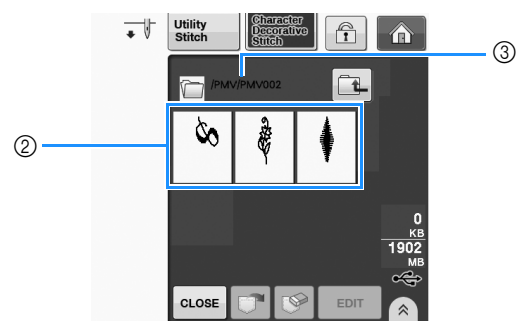 Utility
Stitch
Character
Decorative
Stitch
③
/PMV/PMV002
②
0
KB
1902
MB
CLOSE
EDIT